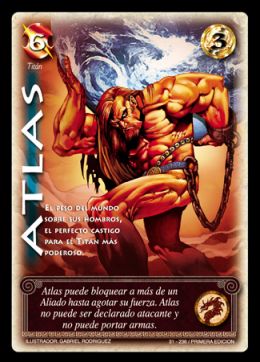 6
3
Titán
ATLAS
EL PESO DEL MUNDO
SOBRE SUS HOMBROS,
EL PERFECTO CASTIGO
PARA EL TITÁN MÁS
PODEROSO.
Atlas puede bloquear a más de un
Aliado hasta agotar su fuerza. Atlas
no puede ser declarado atacante y
no puede portar armas.
ILUSTRADOR. GABRIEL RODRIGUEZ
31 - 236 / PRIMERA EDICION